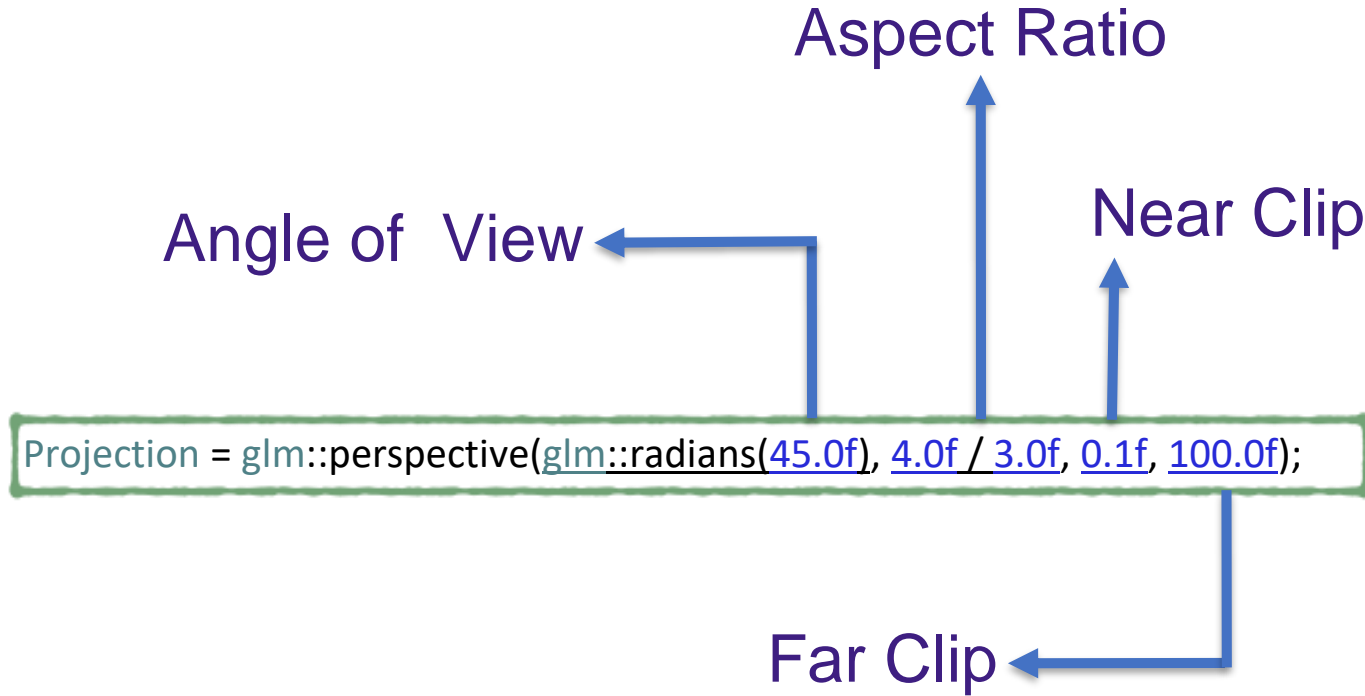 Aspect Ratio
Near Clip
Angle of  View
Projection = glm::perspective(glm::radians(45.0f), 4.0f / 3.0f, 0.1f, 100.0f);
Far Clip